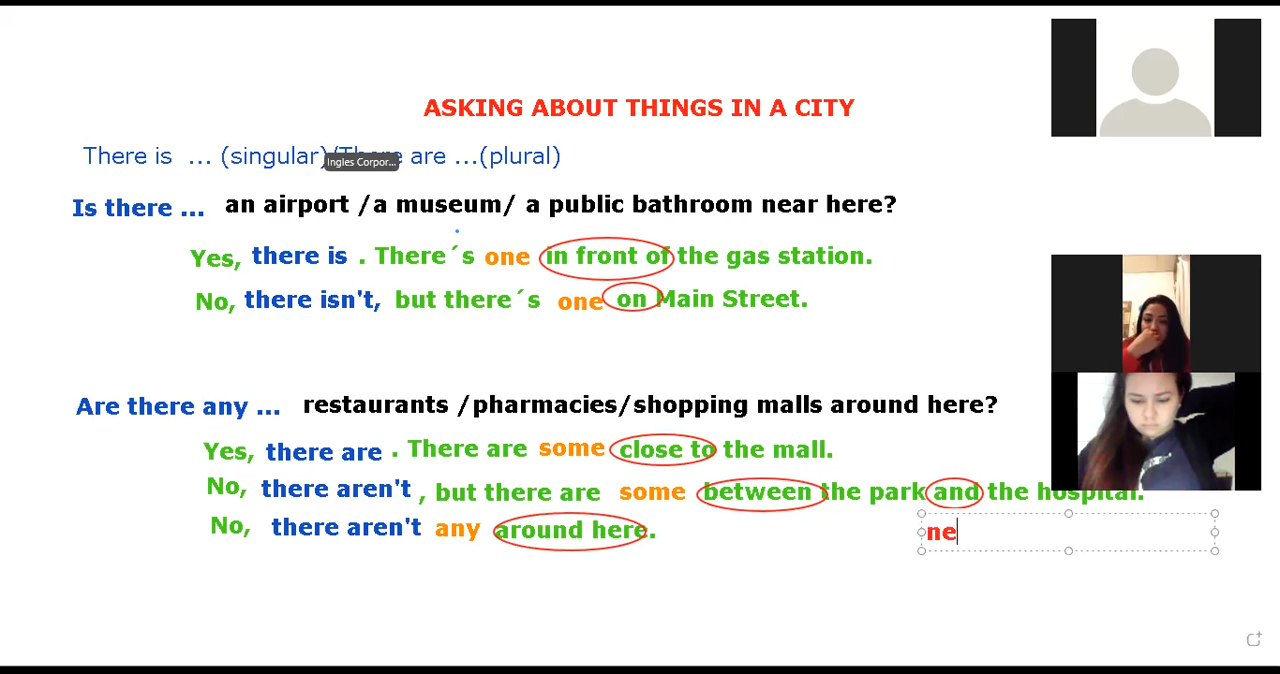 ASKING ABOUT THINGS IN A CITY
There is ... (singular)/There are ...(plural)
Ingles Corpor...
Is there ... an airport /a museum/ a public bathroom near here?
Yes, there is . There´s one in front of the gas station.
No, there isn't, but there´s one on Main Street.
Are there any ... restaurants /pharmacies/shopping malls around here?
Yes, there are . There are some close to the mall.
No, there aren't , but there are some between the park and the hospital.
No, there aren't any around here.
ne